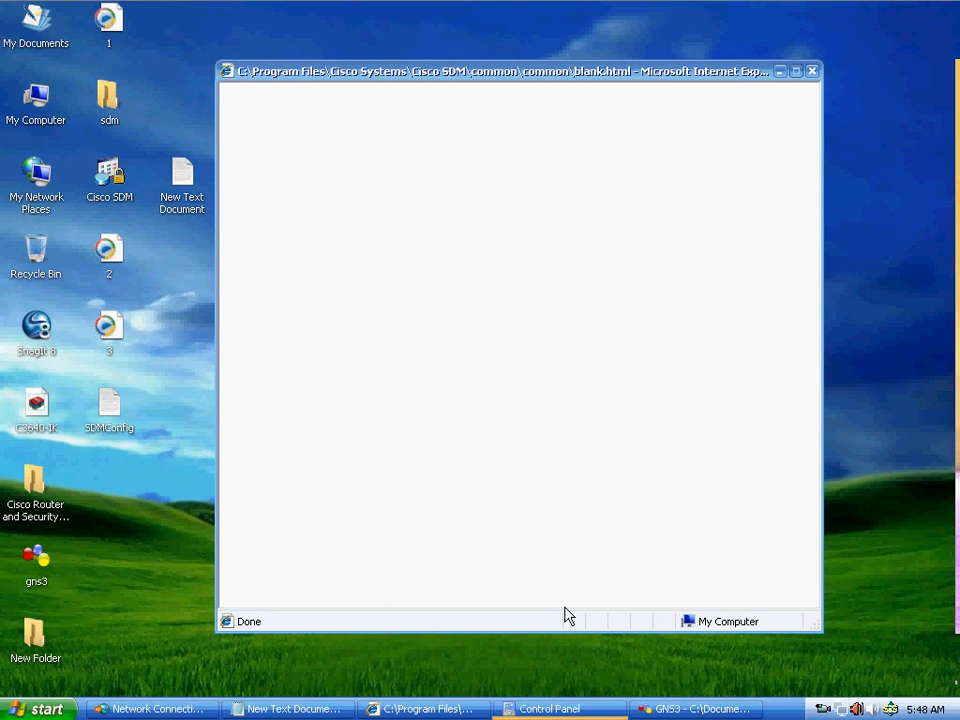 My Documents
1
C:\Program Files\Cisco Systems\Cisco SDM\common\common\blank.html - Microsoft Internet Exp...
My Computer
sdm
My Network
Places
Cisco SDM
New Text
Document
Recycle Bin
2
SnagIt 8
3
C3640-IK
SDMConfig
Cisco Router
and Security...
gns3
New Folder
Done
My Computer
start
Network Connecti...
New Text Docume...
C:\Program Files\...
Control Panel
GNS3 - C:\Docume...
5:48 AM